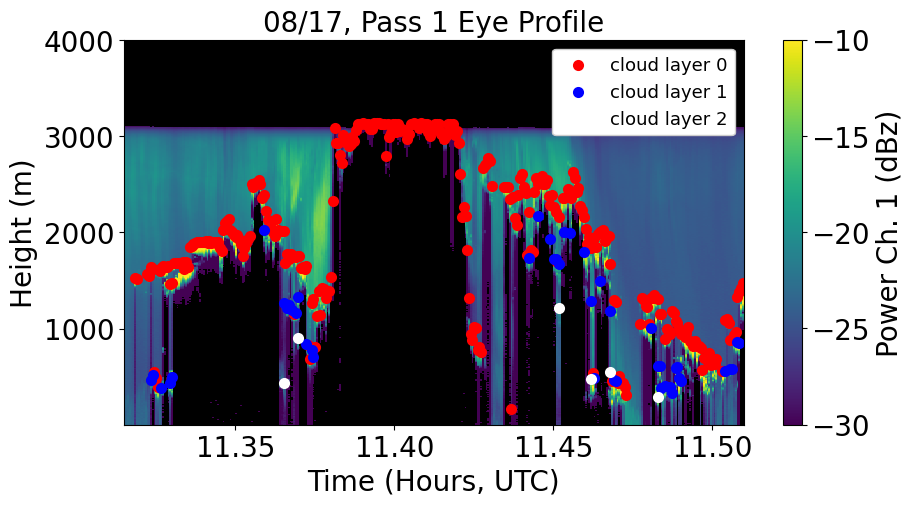 08/17, Pass 1 Eye Profile
4000
3000
2000
1000
Height (m)
cloud layer 0
cloud layer 1
cloud layer 2
11.35
11.40
11.45
11.50
Time (Hours, UTC)
−10
−15
−20
−25
−30
Power Ch. 1 (dBz)